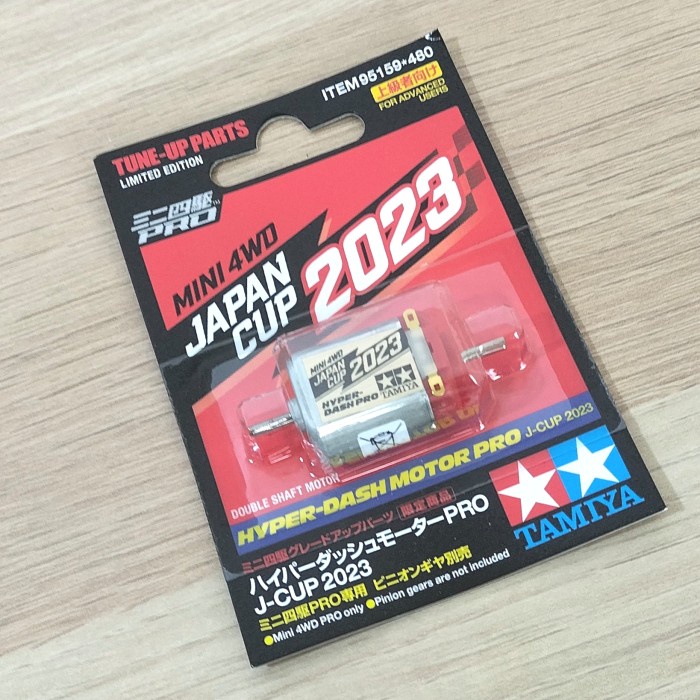 ITEM95159*480
上級者向け
FOR ADVANCED
USERS
TUNE-UP PARTS
LIMITED EDITION
ミニ四駆™
PRO
MINI 4WD
JAPAN
CUP
2023
MINI 4WD
JAPAN
CUP
2023
HYPER-
DASH PRO
TAMIYA
DOUBLE SHAFT MOTOR
HYPER-DASH MOTOR PRO J-CUP 2023
ミニ四駆グレードアップパーツ 限定商品
ハイパーダッシュモーターPRO
J-CUP 2023
ミニ四駆PRO専用 ピニオンギヤ別売
●Mini 4WD PRO only ●Pinion gears are not included
TAMIYA